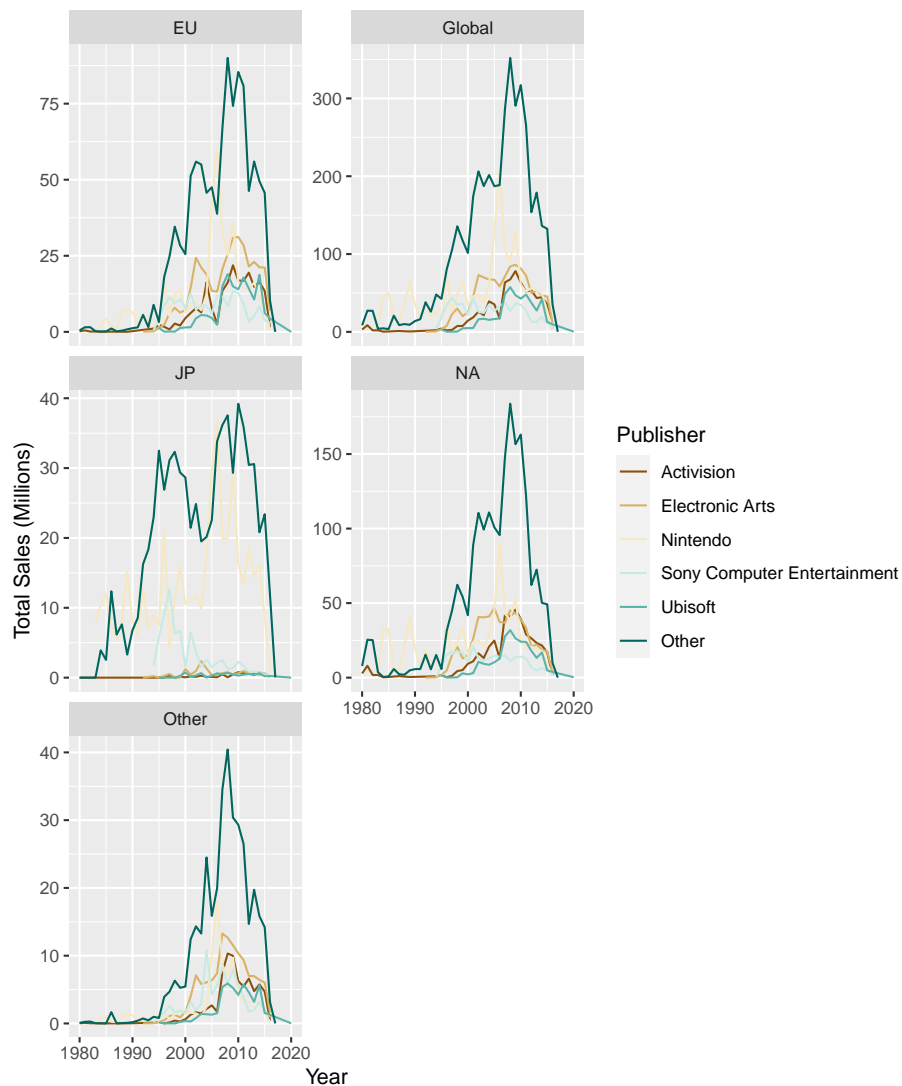 EU
Global
75
50
25
0
300
200
100
0
JP
NA
40
30
20
10
0
150
100
50
0
1980 1990 2000 2010 2020
Other
40
30
20
10
0
1980 1990 2000 2010 2020
Total Sales (Millions)
Year
Publisher
Activision
Electronic Arts
Nintendo
Sony Computer Entertainment
Ubisoft
Other